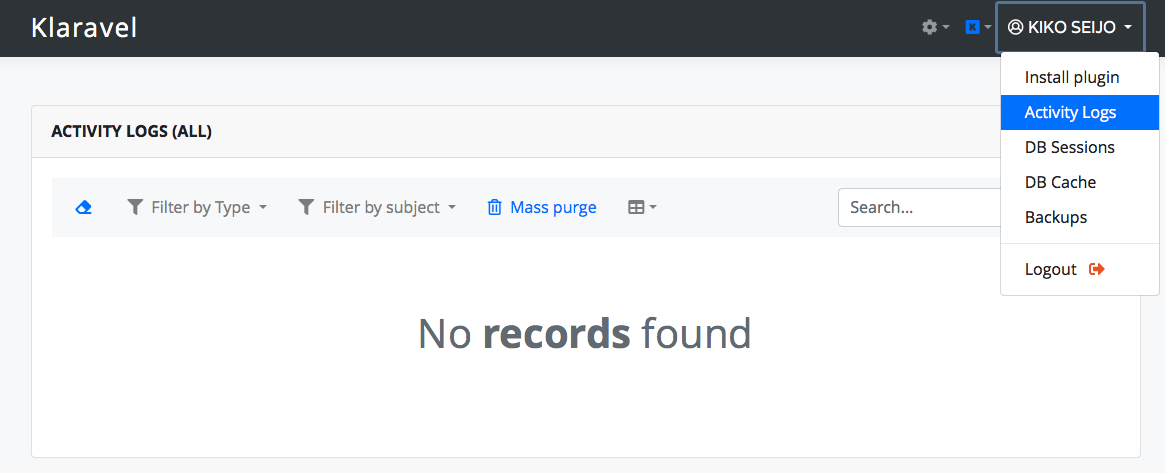 Klaravel
KIKO SEIJO
Install plugin
Activity Logs
DB Sessions
DB Cache
Backups
Logout
ACTIVITY LOGS (ALL)
Filter by Type
Filter by subject
Mass purge
Search...
No records found